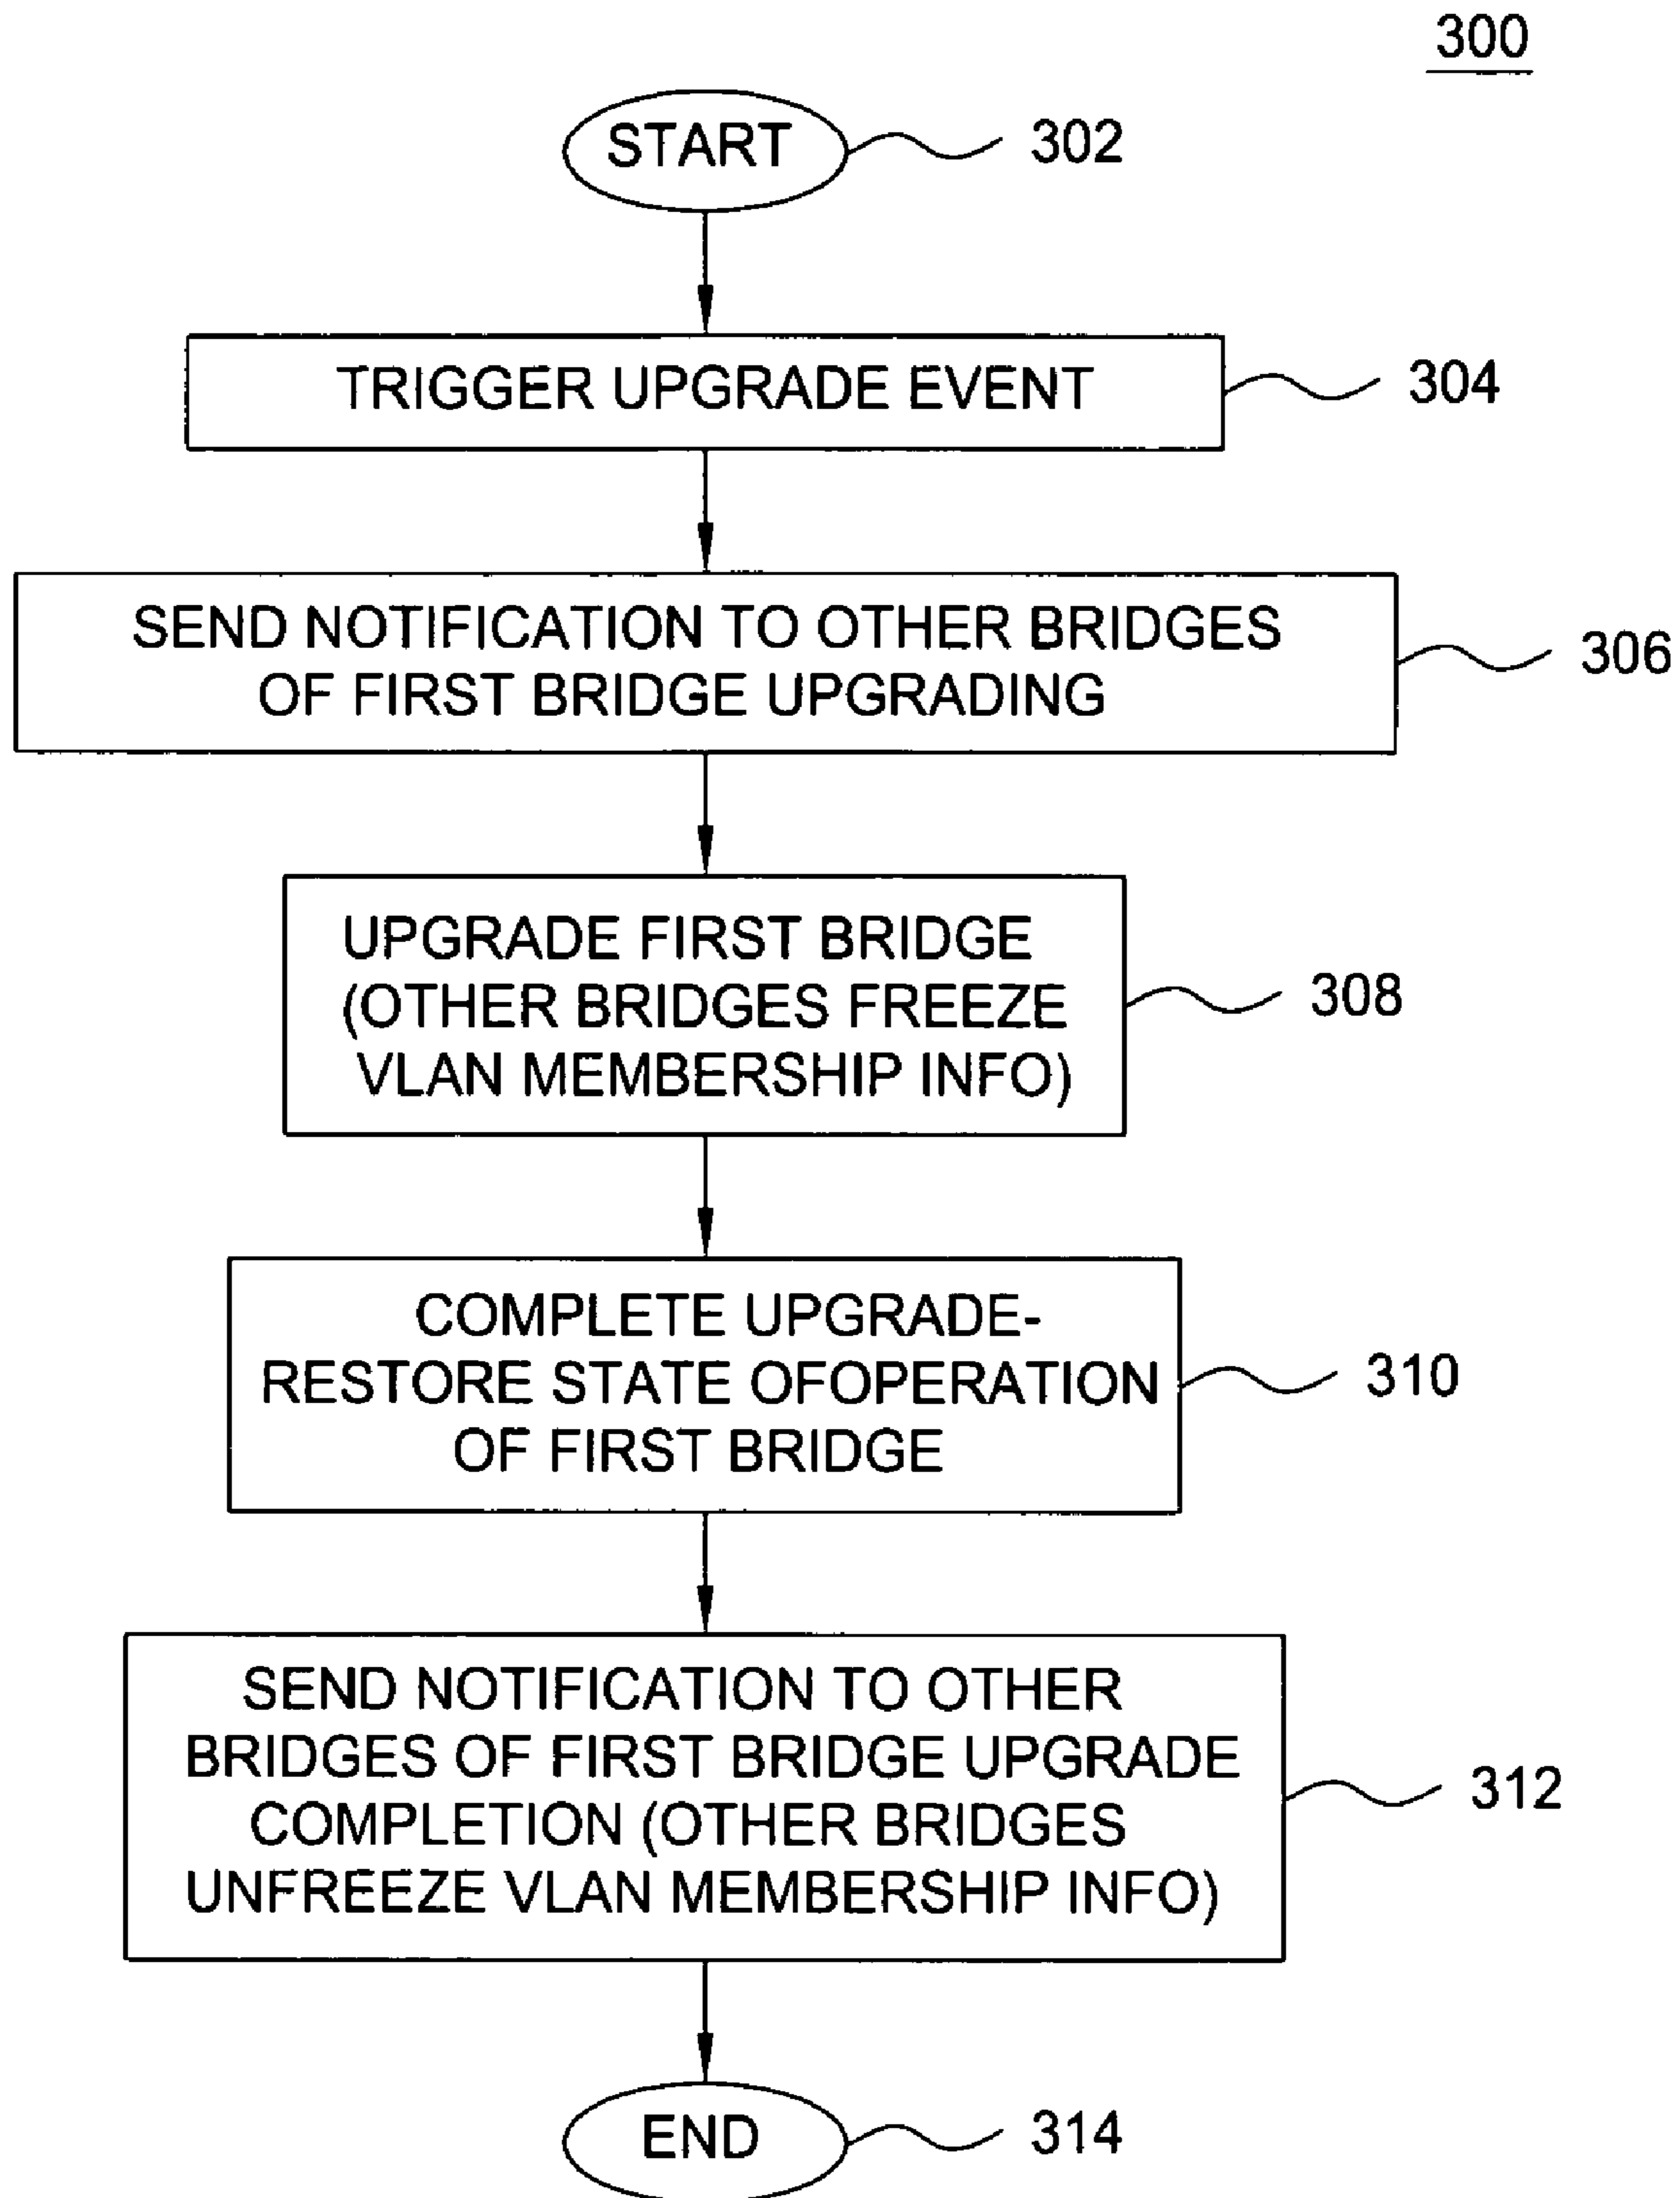 300
START
302
TRIGGER UPGRADE EVENT
304
SEND NOTIFICATION TO OTHER BRIDGES
OF FIRST BRIDGE UPGRADING
306
UPGRADE FIRST BRIDGE
(OTHER BRIDGES FREEZE
VLAN MEMBERSHIP INFO)
308
COMPLETE UPGRADE-
RESTORE STATE OFOPERATION
OF FIRST BRIDGE
310
SEND NOTIFICATION TO OTHER
BRIDGES OF FIRST BRIDGE UPGRADE
COMPLETION (OTHER BRIDGES
UNFREEZE VLAN MEMBERSHIP INFO)
312
END
314